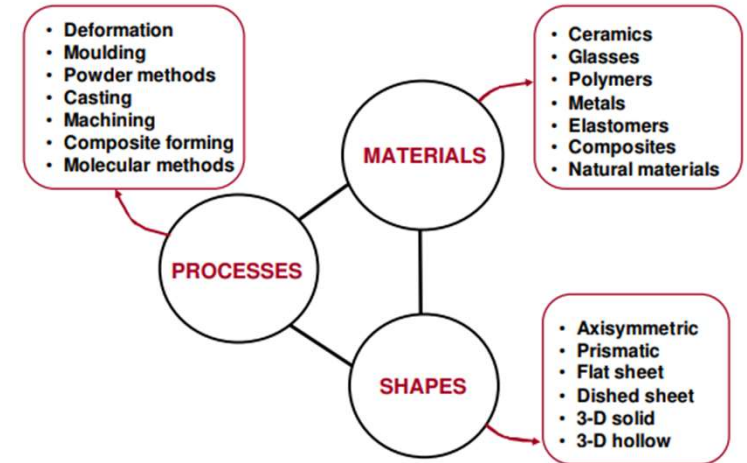 • Deformation
• Moulding
• Powder methods
• Casting
• Machining
• Composite forming
• Molecular methods
MATERIALS
• Ceramics
• Glasses
• Polymers
• Metals
• Elastomers
• Composites
• Natural materials
PROCESSES
SHAPES
• Axisymmetric
• Prismatic
• Flat sheet
• Dished sheet
• 3-D solid
• 3-D hollow